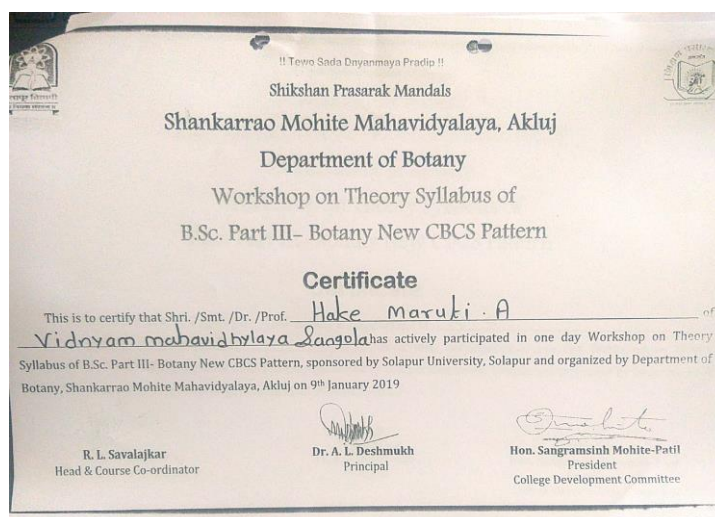 !! Tewo Sada Dnyanmaya Pradip !!
Shikshan Prasarak Mandals
Shankarrao Mohite Mahavidyalaya, Akluj
Department of Botany
Workshop on Theory Syllabus of
B.Sc. Part III– Botany New CBCS Pattern
Certificate
This is to certify that Shri. /Smt. /Dr. /Prof. Hake Maruti. A of
Vidnyam mahavidhylaya Sangola has actively participated in one day Workshop on Theory
Syllabus of B.Sc. Part III- Botany New CBCS Pattern, sponsored by Solapur University, Solapur and organized by Department of
Botany, Shankarrao Mohite Mahavidyalaya, Akluj on 9th January 2019
R. L. Savalajkar
Head & Course Co-ordinator
Dr. A. L. Deshmukh
Principal
Hon. Sangramsinh Mohite-Patil
President
College Development Committee